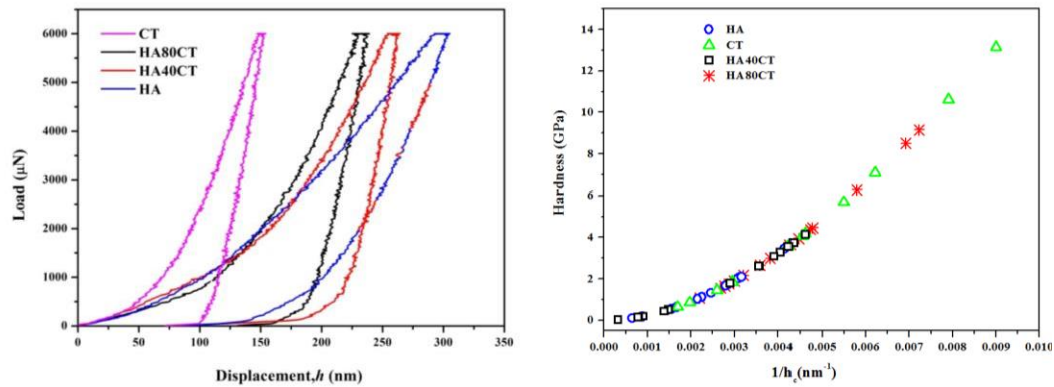 6000
5000
4000
3000
2000
1000
0
Load (μN)
CT
HA80CT
HA40CT
HA
0 50 100 150 200 250 300 350
Displacement,h (nm)
14
12
10
8
6
4
2
0
Hardness (GPa)
HA
CT
HA40CT
HA80CT
0.000 0.001 0.002 0.003 0.004 0.005 0.006 0.007 0.008 0.009 0.010
1/hc(nm-1)